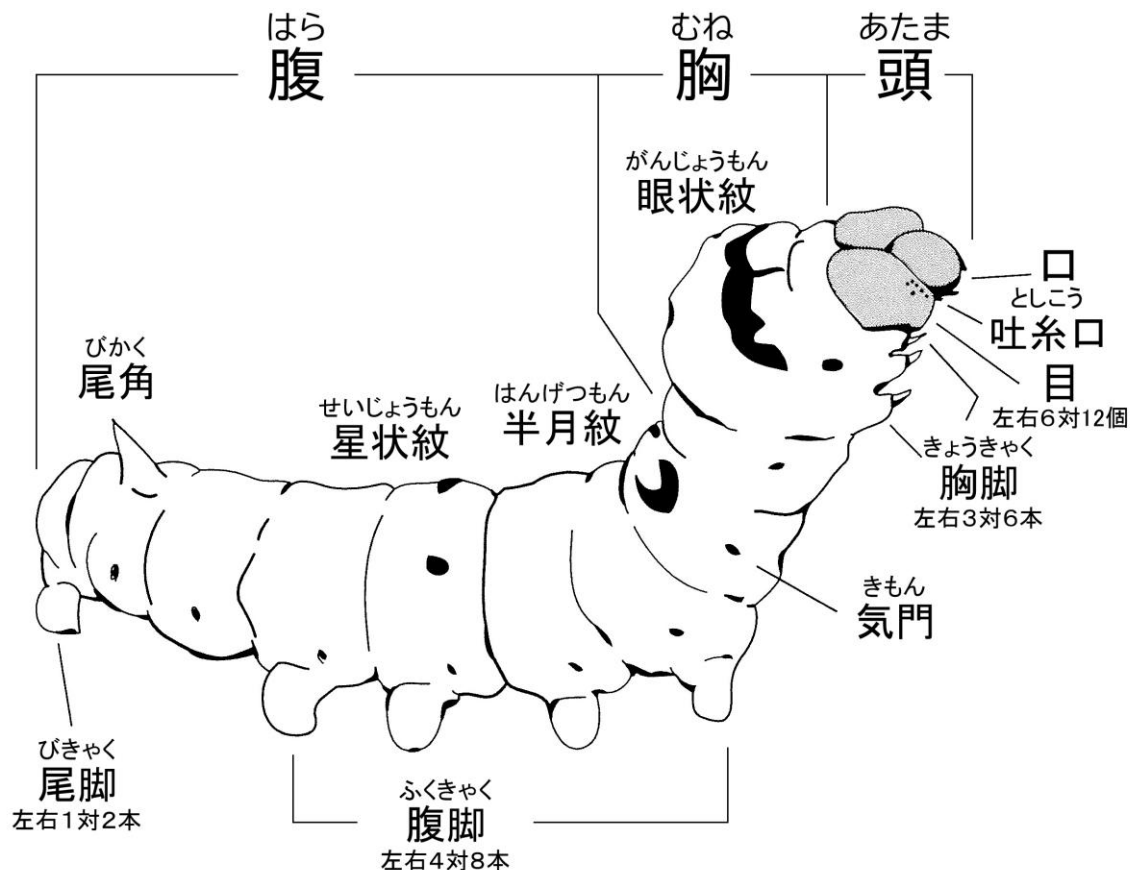 はら
腹
むね
胸
あたま
頭
がんじょうもん
眼状紋
口
としこう
吐糸口
目
左右6対12個
びかく
尾角
せいじょうもん
星状紋
はんげつもん
半月紋
きょうきゃく
胸脚
左右3対6本
きもん
気門
びきゃく
尾脚
左右1対2本
ふくきゃく
腹脚
左右4対8本